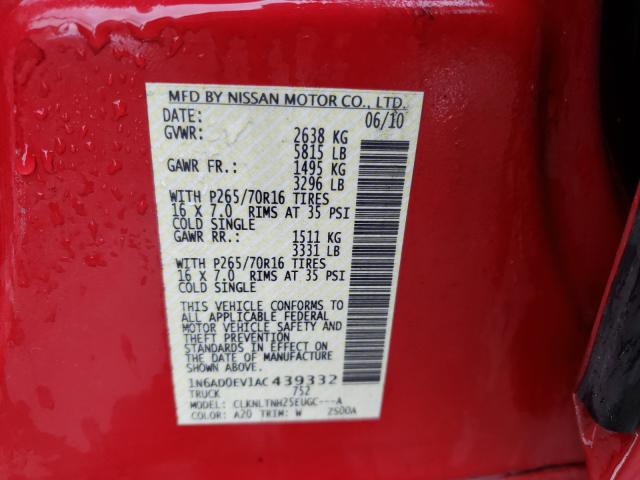 MFD BY NISSAN MOTOR CO., LTD.
DATE: 06/10
GVWR: 2638 KG
5815 LB
GAWR FR.: 1495 KG
3296 LB
WITH P265/70R16 TIRES
16 X 7.0 RIMS AT 35 PSI
COLD SINGLE
GAWR RR.: 1511 KG
3331 LB
WITH P265/70R16 TIRES
16 X 7.0 RIMS AT 35 PSI
COLD SINGLE
THIS VEHICLE CONFORMS TO
ALL APPLICABLE FEDERAL
MOTOR VEHICLE SAFETY AND
THEFT PREVENTION
STANDARDS IN EFFECT ON
THE DATE OF MANUFACTURE
SHOWN ABOVE.
1N6AD0EV1AC439332
TRUCK 752
MODEL: CLKNLTNH25EUGC---A
COLOR: A20 TRIM: W 2500A